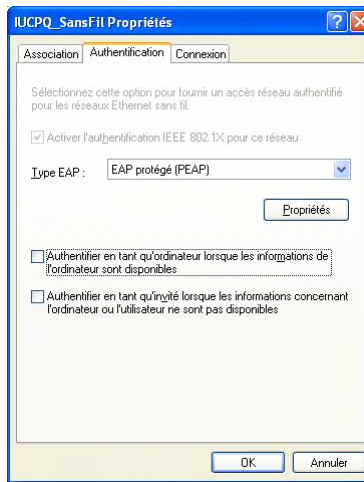 IUCPQ_SansFil Propriétés
Association Authentification Connexion
Sélectionnez cette option pour fournir un accès réseau authentifié
pour les réseaux Ethernet sans fil.
Activer l'authentification IEEE 802.1X pour ce réseau
Type EAP : EAP protégé (PEAP)
Propriétés
Authentifier en tant qu'ordinateur lorsque les informations de
l'ordinateur sont disponibles
Authentifier en tant qu'invité lorsque les informations concernant
l'ordinateur ou l'utilisateur ne sont pas disponibles
OK Annuler